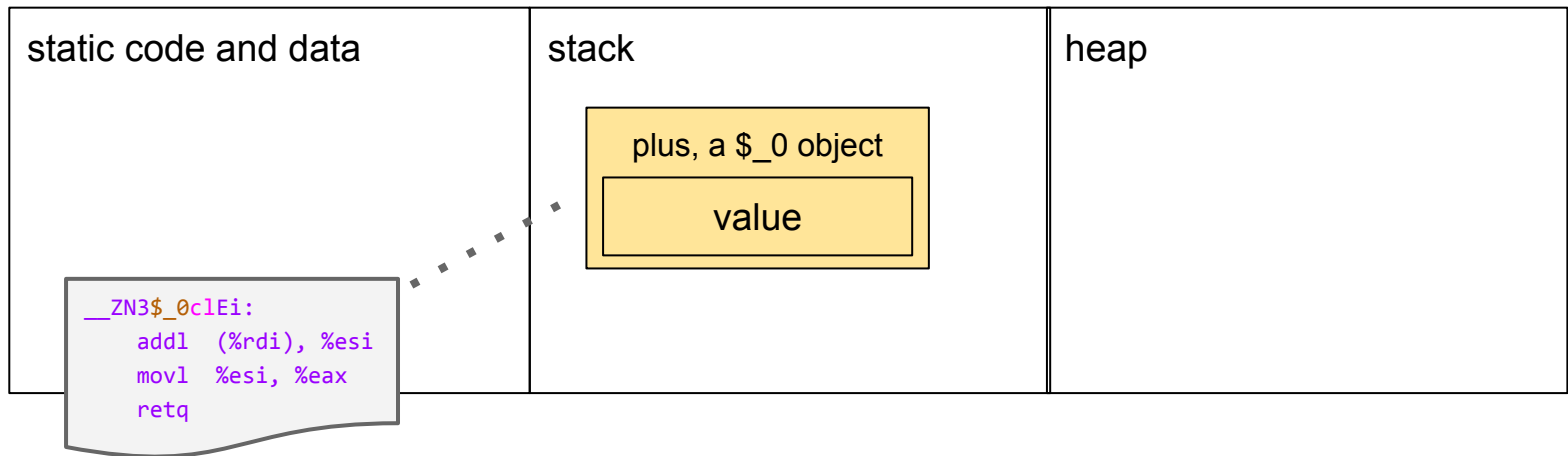 static code and data
stack
heap
plus, a $_0 object
value
__ZN3$_0clEi:
addl (%rdi), %esi
movl %esi, %eax
retq